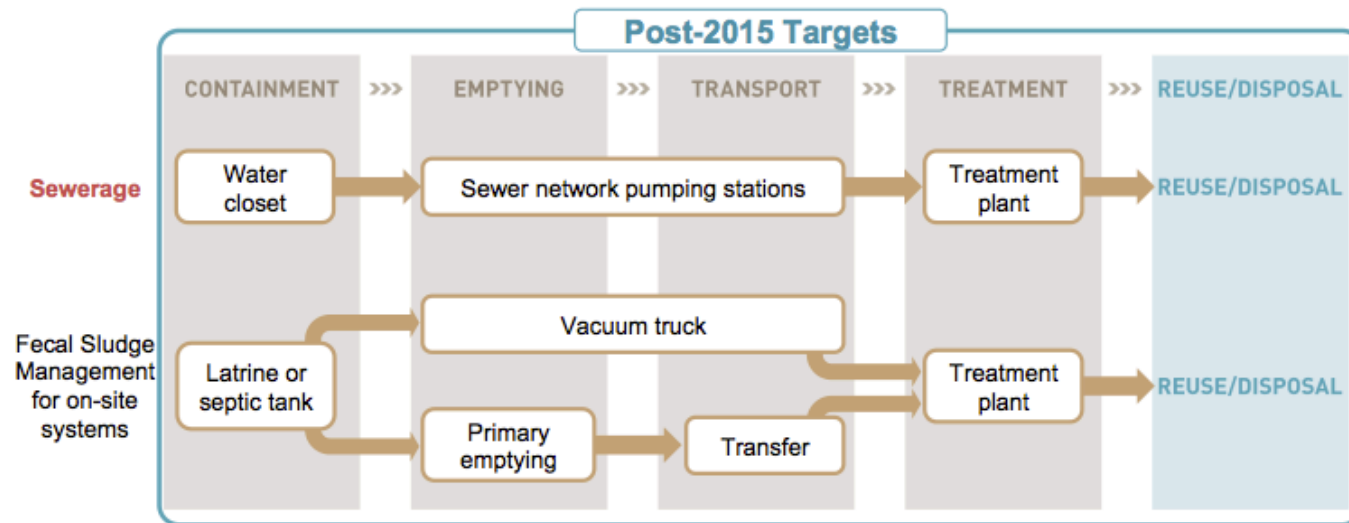 Post-2015 Targets
CONTAINMENT >>> EMPTYING >>> TRANSPORT >>> TREATMENT >>> REUSE/DISPOSAL
Sewerage
Water
closet
Sewer network pumping stations
Treatment
plant
REUSE/DISPOSAL
Fecal Sludge
Management
for on-site
systems
Latrine or
septic tank
Vacuum truck
Primary
emptying
Transfer
Treatment
plant
REUSE/DISPOSAL